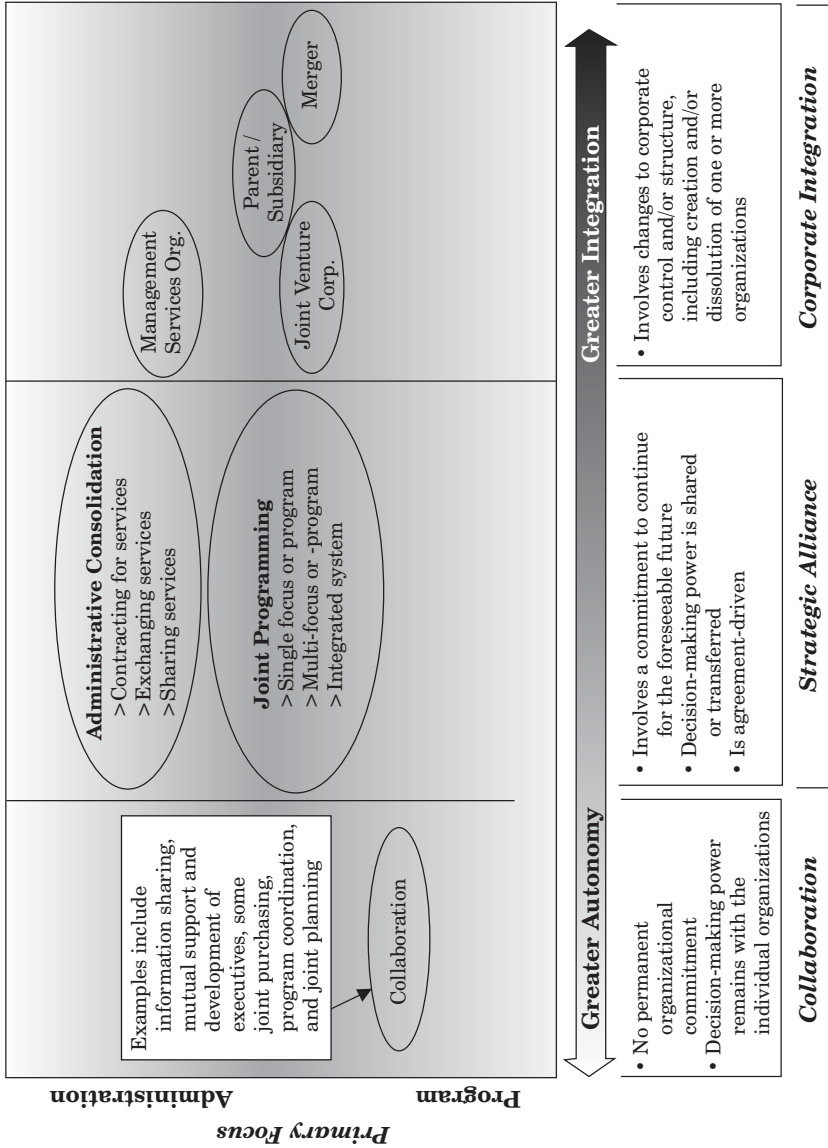 Primary Focus
Administration
Program
Examples include
information sharing,
mutual support and
development of
executives, some
joint purchasing,
program coordination,
and joint planning
Collaboration
Administrative Consolidation
> Contracting for services
> Exchanging services
> Sharing services
Joint Programming
> Single focus or program
> Multi-focus or -program
> Integrated system
Management
Services Org.
Parent /
Subsidiary
Joint Venture
Corp.
Merger
Greater Autonomy
Greater Integration
• No permanent
organizational
commitment
• Decision-making power
remains with the
individual organizations
• Involves a commitment to continue
for the foreseeable future
• Decision-making power is shared
or transferred
• Is agreement-driven
• Involves changes to corporate
control and/or structure,
including creation and/or
dissolution of one or more
organizations
Collaboration
Strategic Alliance
Corporate Integration